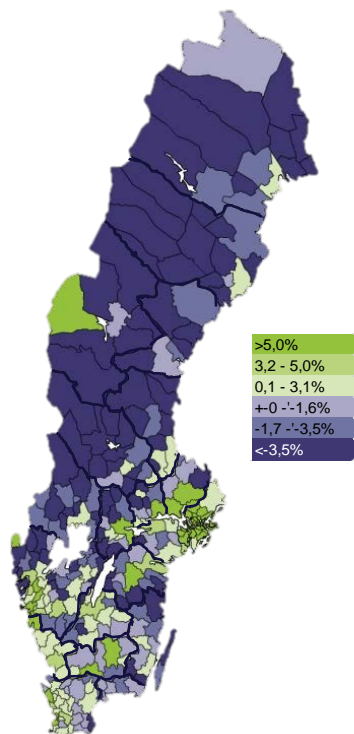 >5,0%
3,2 - 5,0%
0,1 - 3,1%
+-0 -'-1,6%
-1,7 -'-3,5%
<-3,5%